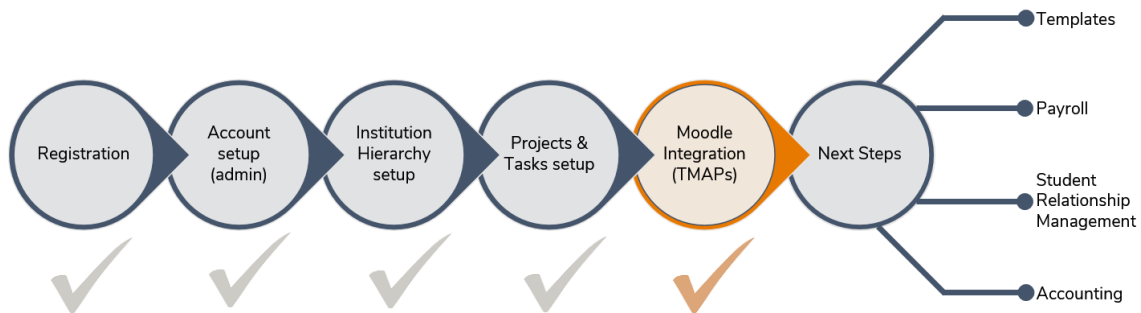 Registration
Account
setup
(admin)
Institution
Hierarchy
setup
Projects &
Tasks setup
Moodle
Integration
(TMAPs)
Next Steps
Templates
Payroll
Student
Relationship
Management
Accounting